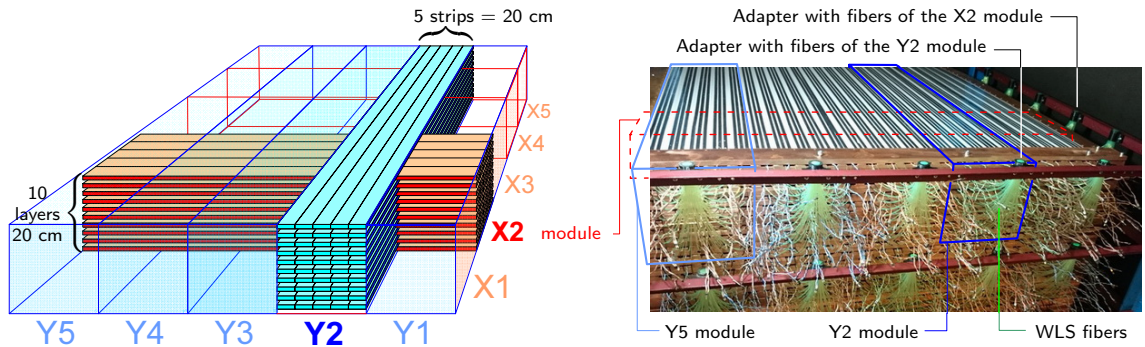 5 strips = 20 cm
10
layers
20 cm
X5
X4
X3
X2
X1
Y5
Y4
Y3
Y2
Y1
module
Adapter with fibers of the X2 module
Adapter with fibers of the Y2 module
Y5 module
Y2 module
WLS fibers